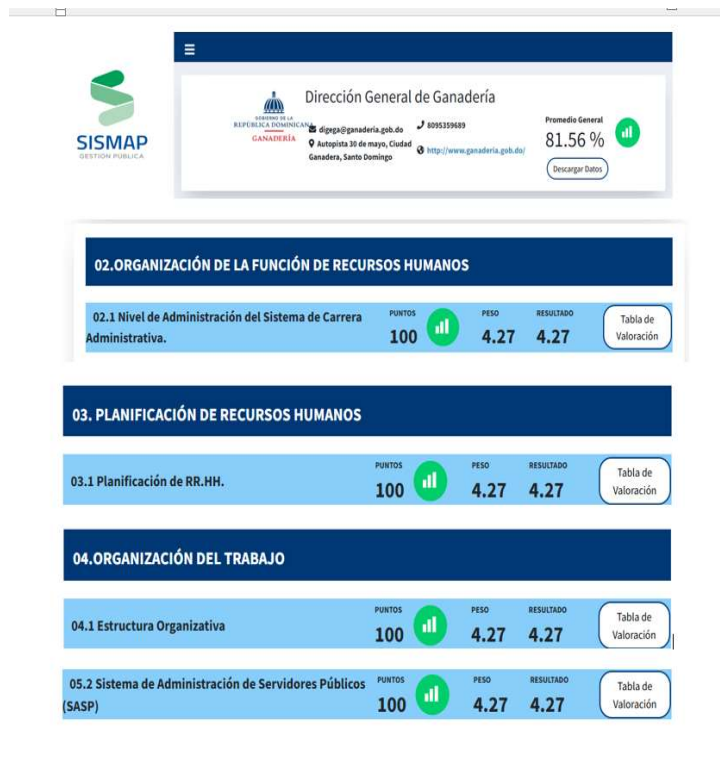 SISMAP
GESTIÓN PUBLICA
Dirección General de Ganadería
GOBIERNO DE LA
REPÚBLICA DOMINICANA
GANADERÍA
digega@ganaderia.gob.do
Autopista 30 de mayo, Ciudad
Ganadera, Santo Domingo
8095359689
http://www.ganaderia.gob.do/
Promedio General
81.56 %
Descargar Datos
02.ORGANIZACIÓN DE LA FUNCIÓN DE RECURSOS HUMANOS
02.1 Nivel de Administración del Sistema de Carrera
Administrativa.
PUNTOS
100
PESO
4.27
RESULTADO
4.27
Tabla de
Valoración
03. PLANIFICACIÓN DE RECURSOS HUMANOS
03.1 Planificación de RR.HH.
PUNTOS
100
PESO
4.27
RESULTADO
4.27
Tabla de
Valoración
04.ORGANIZACIÓN DEL TRABAJO
04.1 Estructura Organizativa
PUNTOS
100
PESO
4.27
RESULTADO
4.27
Tabla de
Valoración
05.2 Sistema de Administración de Servidores Públicos
(SASP)
PUNTOS
100
PESO
4.27
RESULTADO
4.27
Tabla de
Valoración